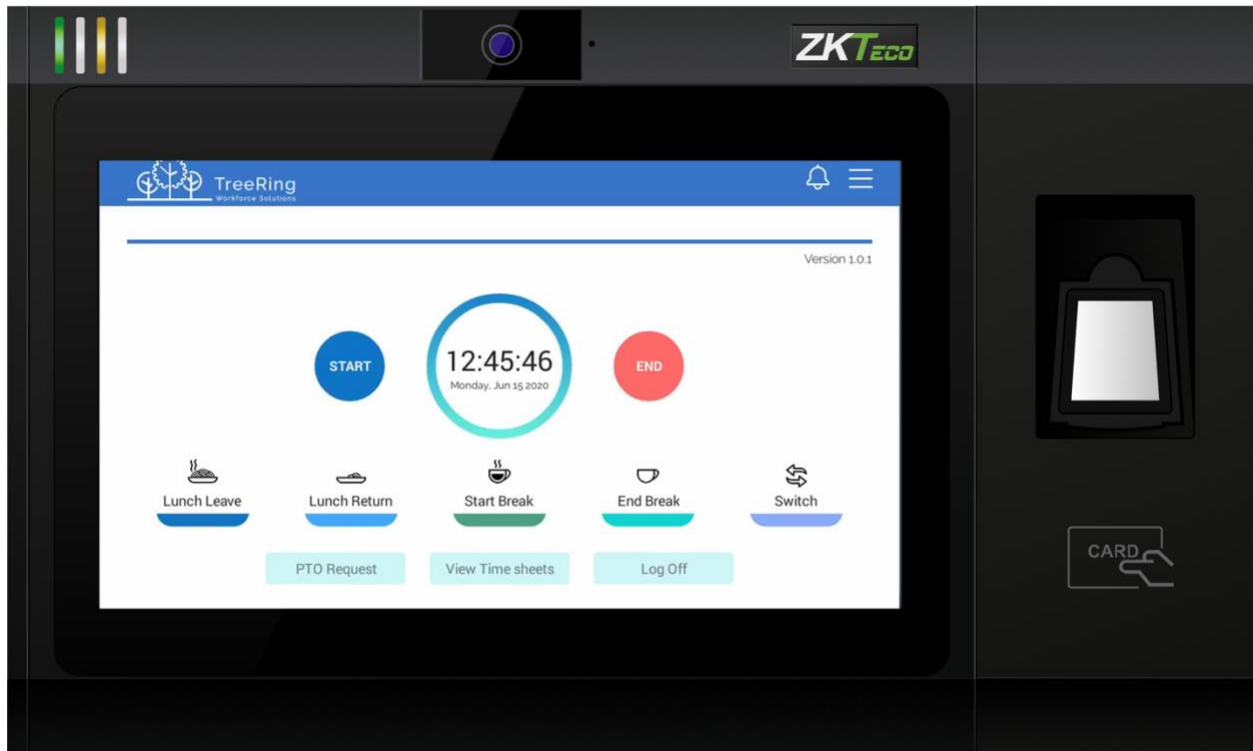 ZKTeco
TreeRing
Workforce Solutions
Version 1.0.1
START
12:45:46
Monday, Jun 15 2020
END
Lunch Leave
Lunch Return
Start Break
End Break
Switch
PTO Request
View Time sheets
Log Off
CARD